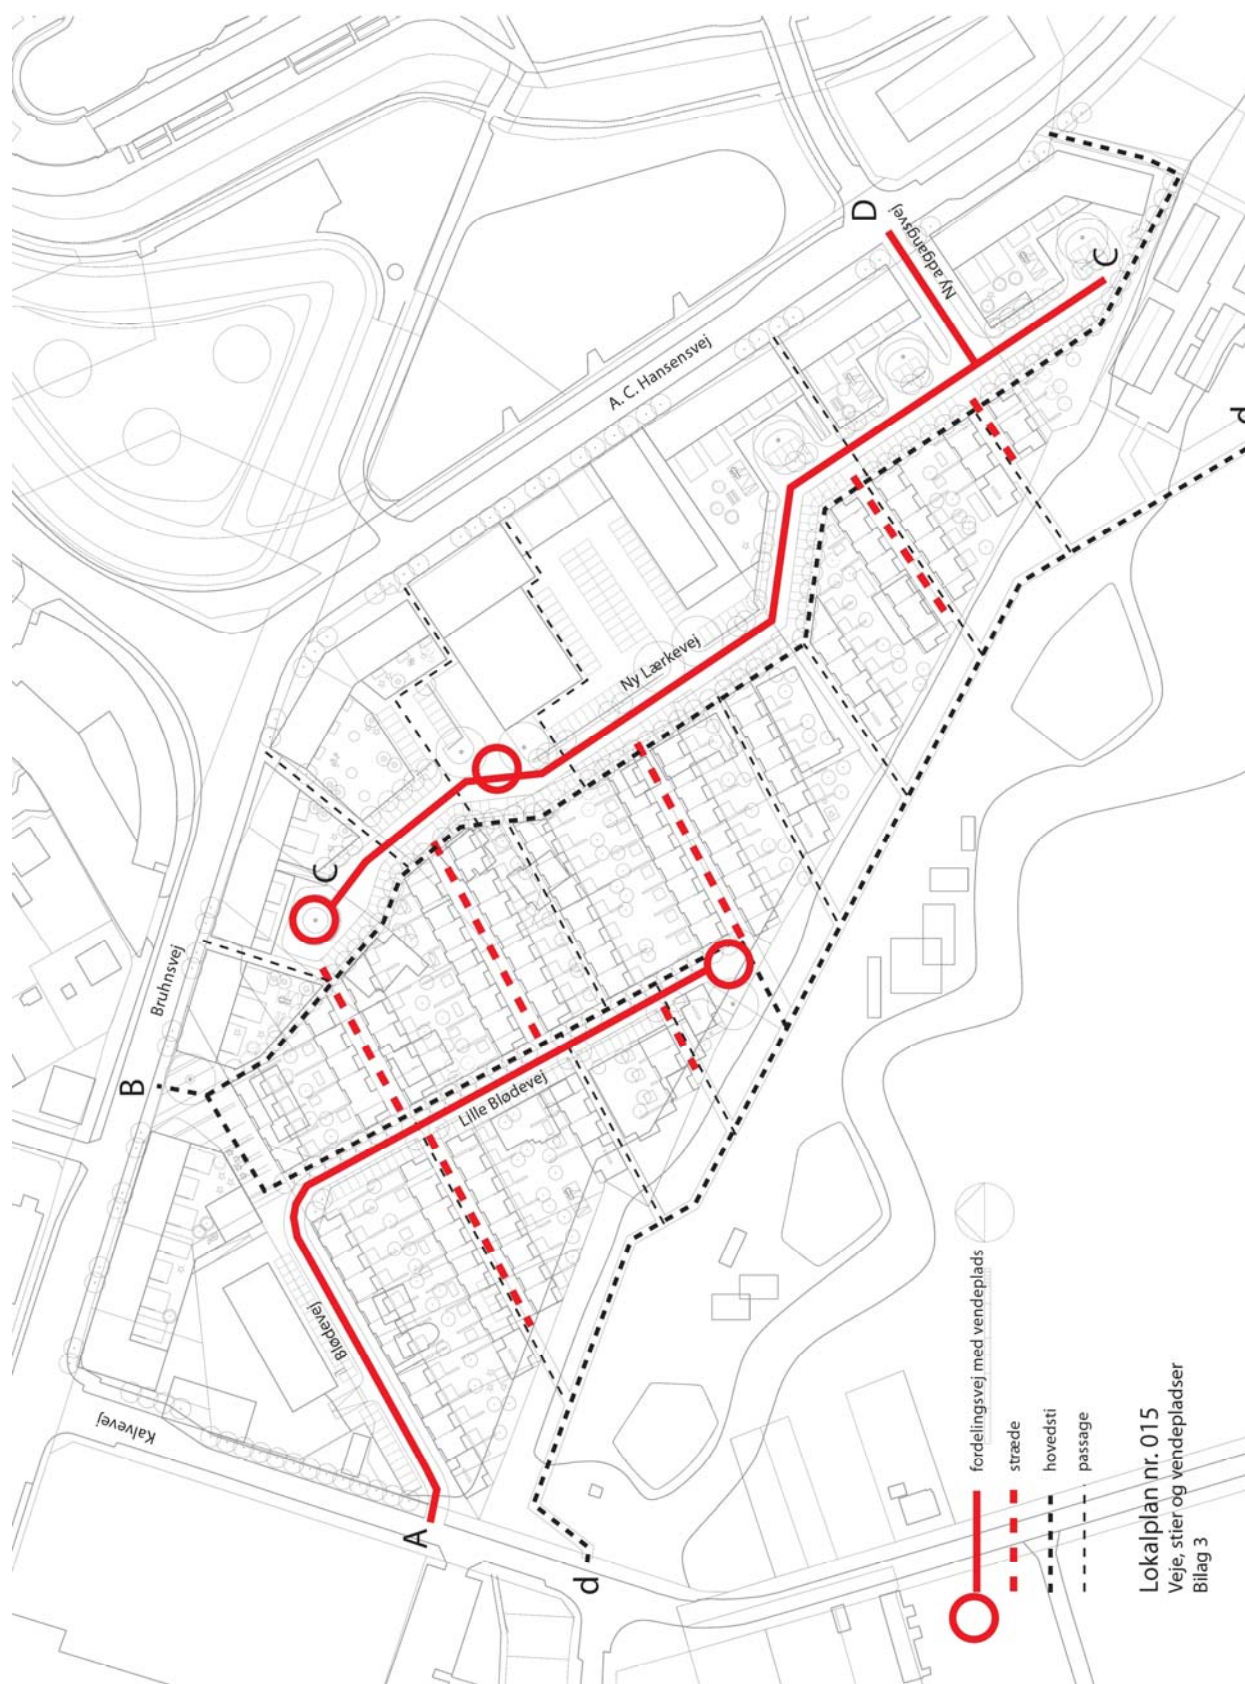 Kalvevej
Blødevej
Lille Blødevej
Bruhnsvej
Ny Lærkevej
A. C. Hansensvej
Ny adgangsvej
A
B
C
C
D
d
d
fordelingsvej med vendeplads
stræde
hovedsti
passage
Lokalplan nr. 015
Veje, stier og vendepladser
Bilag 3